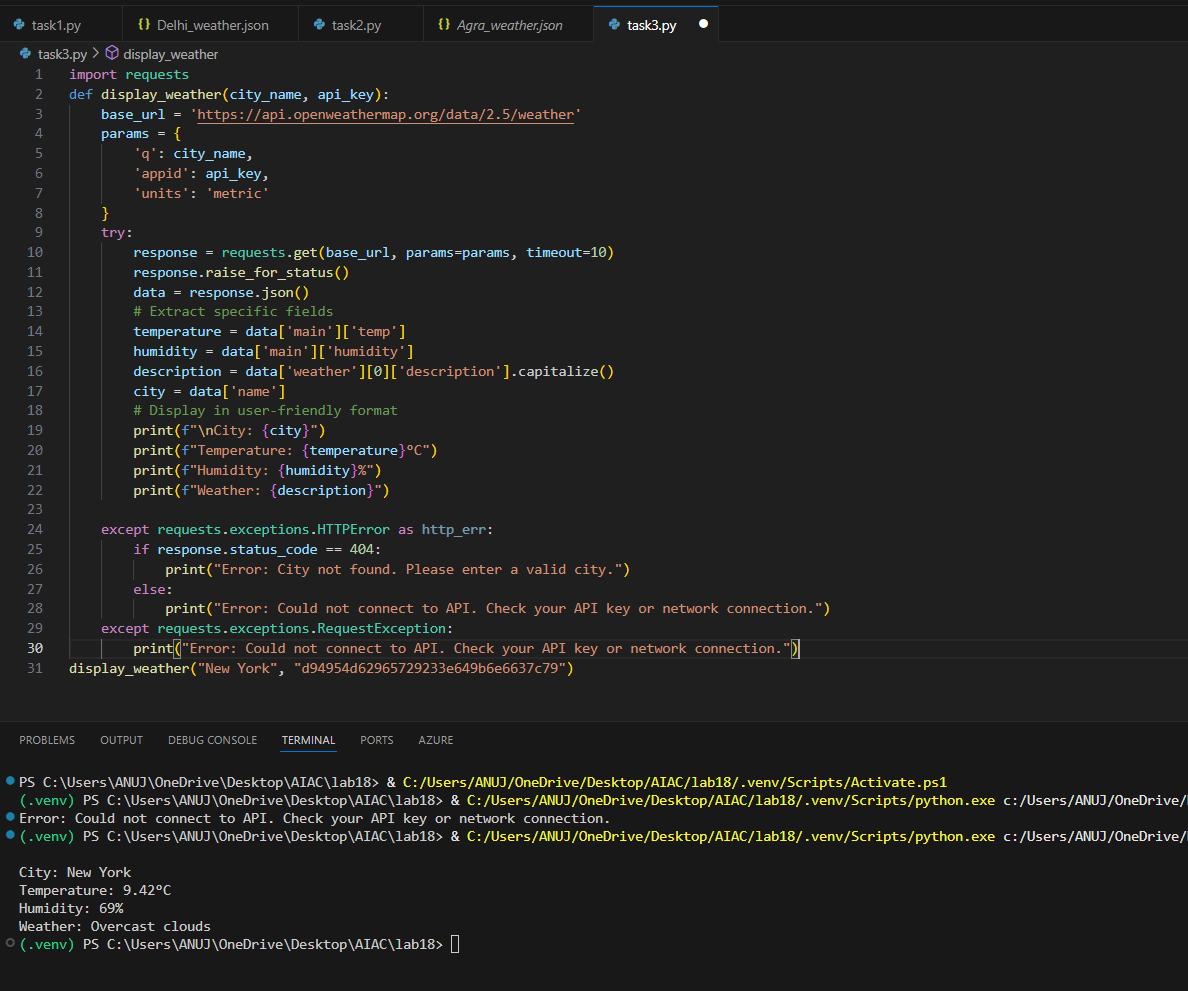 task1.py {} Delhi_weather.json task2.py {} Agra_weather.json task3.py
task3.py > display_weather
1 import requests
2 def display_weather(city_name, api_key):
3     base_url = 'https://api.openweathermap.org/data/2.5/weather'
4     params = {
5         'q': city_name,
6         'appid': api_key,
7         'units': 'metric'
8     }
9     try:
10         response = requests.get(base_url, params=params, timeout=10)
11         response.raise_for_status()
12         data = response.json()
13         # Extract specific fields
14         temperature = data['main']['temp']
15         humidity = data['main']['humidity']
16         description = data['weather'][0]['description'].capitalize()
17         city = data['name']
18         # Display in user-friendly format
19         print(f"\nCity: {city}")
20         print(f"Temperature: {temperature}°C")
21         print(f"Humidity: {humidity}%")
22         print(f"Weather: {description}")
23
24     except requests.exceptions.HTTPError as http_err:
25         if response.status_code == 404:
26             print("Error: City not found. Please enter a valid city.")
27         else:
28             print("Error: Could not connect to API. Check your API key or network connection.")
29     except requests.exceptions.RequestException:
30         print("Error: Could not connect to API. Check your API key or network connection.")
31 display_weather("New York", "d94954d62965729233e649b6e6637c79")
PROBLEMS OUTPUT DEBUG CONSOLE TERMINAL PORTS AZURE
PS C:\Users\ANUJ\OneDrive\Desktop\AIAC\lab18> & C:/Users/ANUJ/OneDrive/Desktop/AIAC/lab18/.venv/Scripts/Activate.ps1
(.venv) PS C:\Users\ANUJ\OneDrive\Desktop\AIAC\lab18> & C:/Users/ANUJ/OneDrive/Desktop/AIAC/lab18/.venv/Scripts/python.exe c:/Users/ANUJ/OneDrive/
Error: Could not connect to API. Check your API key or network connection.
(.venv) PS C:\Users\ANUJ\OneDrive\Desktop\AIAC\lab18> & C:/Users/ANUJ/OneDrive/Desktop/AIAC/lab18/.venv/Scripts/python.exe c:/Users/ANUJ/OneDrive/
City: New York
Temperature: 9.42°C
Humidity: 69%
Weather: Overcast clouds
(.venv) PS C:\Users\ANUJ\OneDrive\Desktop\AIAC\lab18>